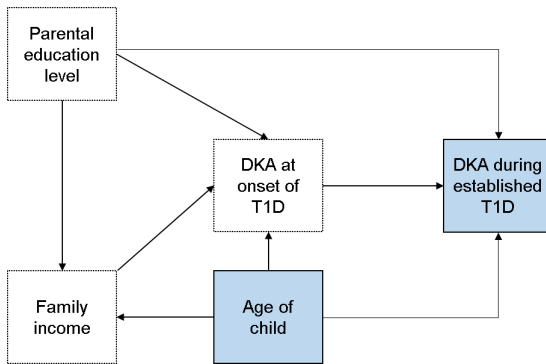 Parental
education
level
DKA at
onset of
T1D
DKA during
established
T1D
Family
income
Age of
child